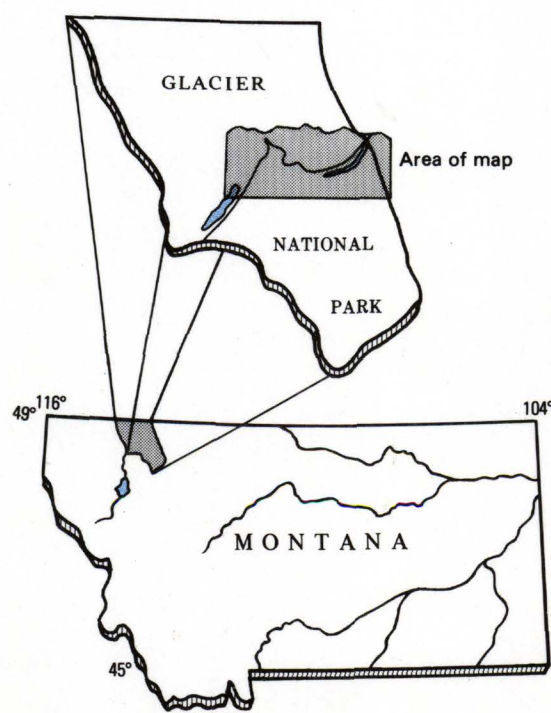 GLACIER
Area of map
NATIONAL
PARK
49° 116°
104°
MONTANA
45°